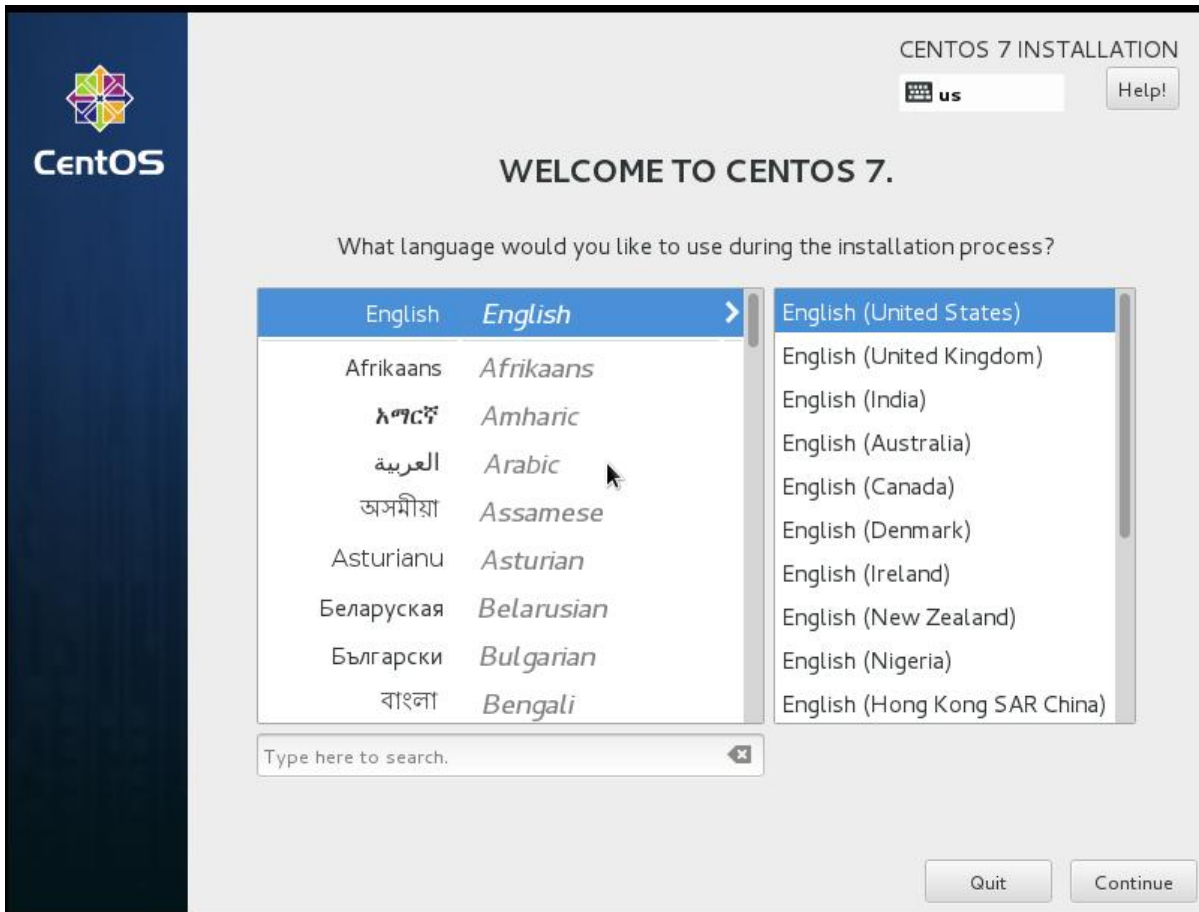 CENTOS 7 INSTALLATION
us
Help!
CentOS
WELCOME TO CENTOS 7.
What language would you like to use during the installation process?
English English
Afrikaans Afrikaans
አማርኛ Amharic
العربية Arabic
অসমীয়া Assamese
Asturianu Asturian
Беларуская Belarusian
Български Bulgarian
বাংলা Bengali
English (United States)
English (United Kingdom)
English (India)
English (Australia)
English (Canada)
English (Denmark)
English (Ireland)
English (New Zealand)
English (Nigeria)
English (Hong Kong SAR China)
Type here to search.
Quit
Continue